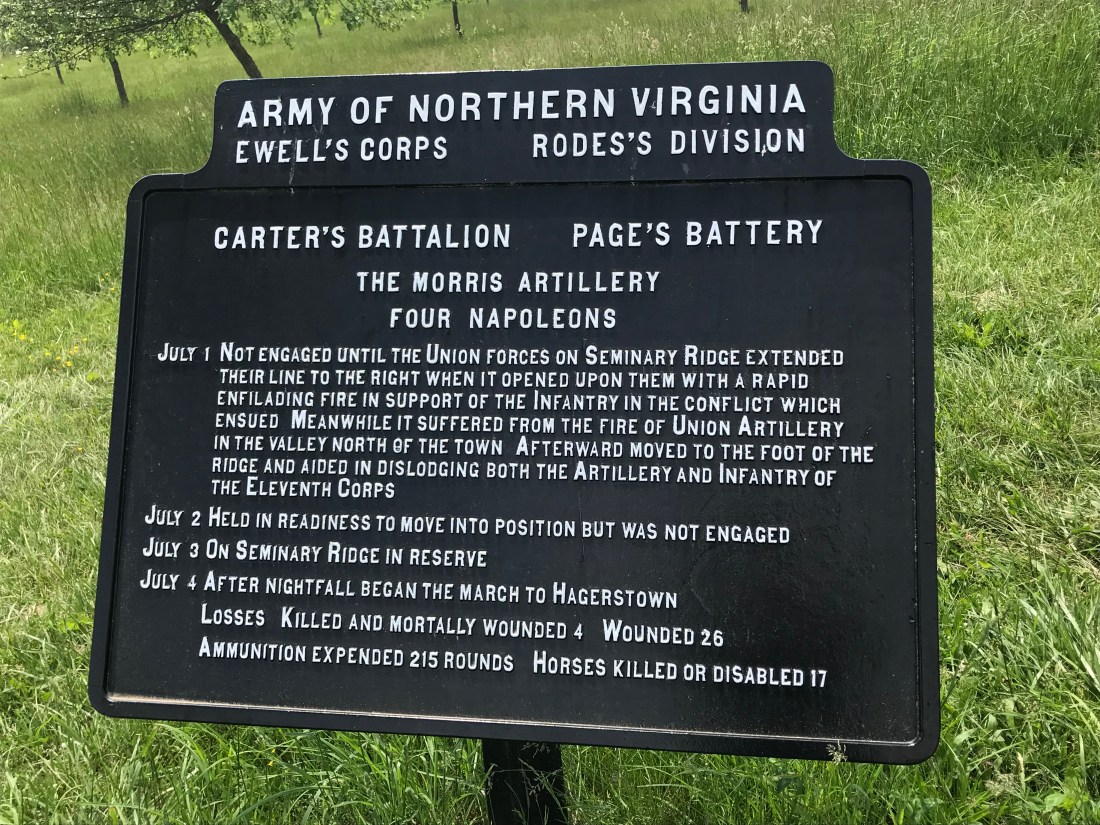 ARMY OF NORTHERN VIRGINIA
EWELL'S CORPS RODES'S DIVISION
CARTER'S BATTALION PAGE'S BATTERY
THE MORRIS ARTILLERY
FOUR NAPOLEONS
JULY 1 NOT ENGAGED UNTIL THE UNION FORCES ON SEMINARY RIDGE EXTENDED
THEIR LINE TO THE RIGHT WHEN IT OPENED UPON THEM WITH A RAPID
ENFILADING FIRE IN SUPPORT OF THE INFANTRY IN THE CONFLICT WHICH
ENSUED MEANWHILE IT SUFFERED FROM THE FIRE OF UNION ARTILLERY
IN THE VALLEY NORTH OF THE TOWN AFTERWARD MOVED TO THE FOOT OF THE
RIDGE AND AIDED IN DISLODGING BOTH THE ARTILLERY AND INFANTRY OF
THE ELEVENTH CORPS
JULY 2 HELD IN READINESS TO MOVE INTO POSITION BUT WAS NOT ENGAGED
JULY 3 ON SEMINARY RIDGE IN RESERVE
JULY 4 AFTER NIGHTFALL BEGAN THE MARCH TO HAGERSTOWN
LOSSES KILLED AND MORTALLY WOUNDED 4 WOUNDED 26
AMMUNITION EXPENDED 215 ROUNDS HORSES KILLED OR DISABLED 17